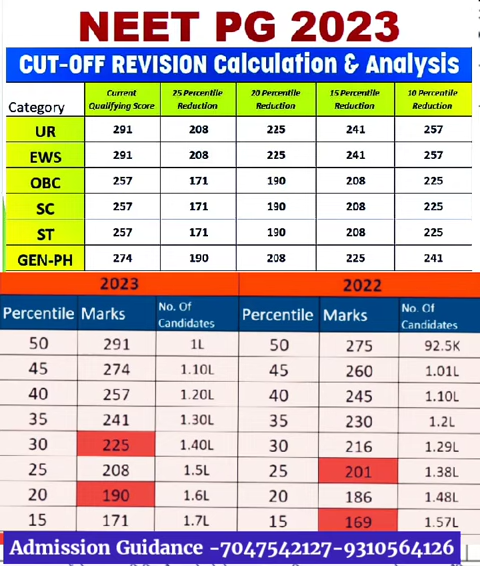 NEET PG 2023
CUT-OFF REVISION Calculation & Analysis
Category Current Qualifying Score 25 Percentile Reduction 20 Percentile Reduction 15 Percentile Reduction 10 Percentile Reduction
UR 291 208 225 241 257
EWS 291 208 225 241 257
OBC 257 171 190 208 225
SC 257 171 190 208 225
ST 257 171 190 208 225
GEN-PH 274 190 208 225 241
2023 2022
Percentile Marks No. Of Candidates Percentile Marks No. Of Candidates
50 291 1L 50 275 92.5K
45 274 1.10L 45 260 1.01L
40 257 1.20L 40 245 1.10L
35 241 1.30L 35 230 1.2L
30 225 1.40L 30 216 1.29L
25 208 1.5L 25 201 1.38L
20 190 1.6L 20 186 1.48L
15 171 1.7L 15 169 1.57L
Admission Guidance -7047542127-9310564126